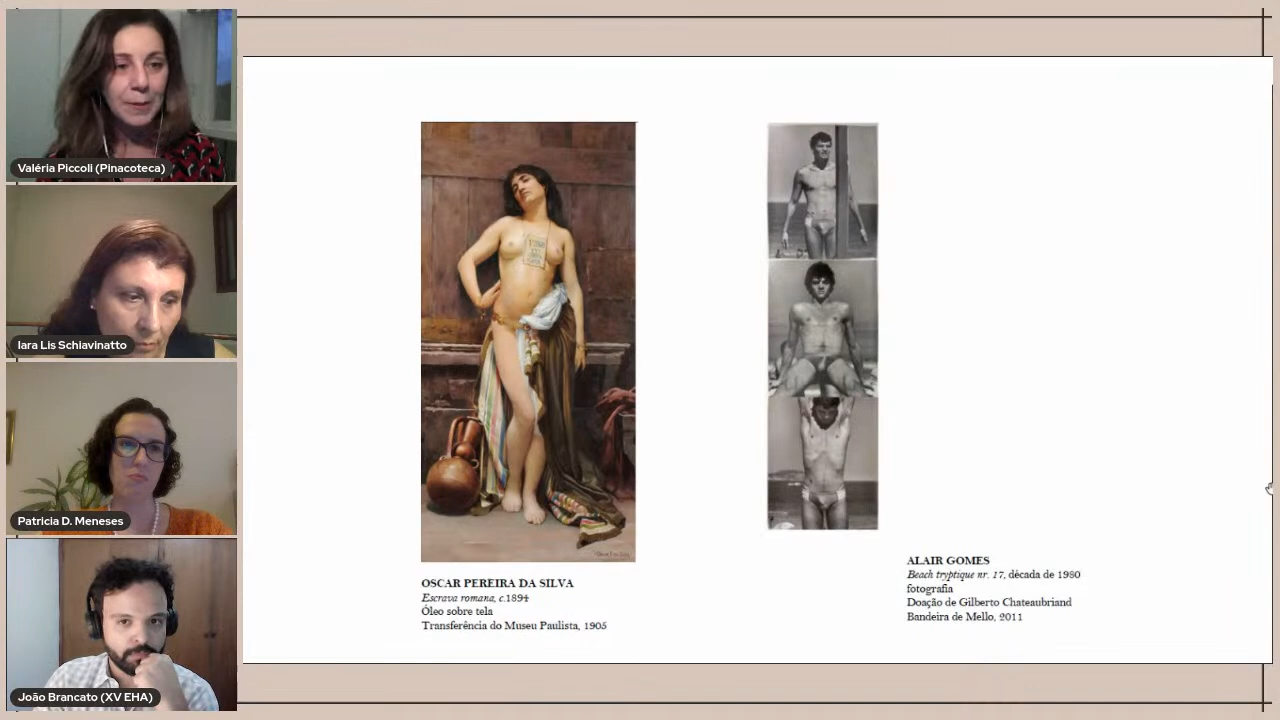 Valéria Piccoli (Pinacoteca)
Iara Lis Schiavinatto
Patricia D. Meneses
João Brancato (XV EHA)
OSCAR PEREIRA DA SILVA
Escrava romana, c.1894
Óleo sobre tela
Transferência do Museu Paulista, 1905
ALAIR GOMES
Beach tryptique nr. 17, década de 1980
fotografia
Doação de Gilberto Chateaubriand
Bandeira de Mello, 2011